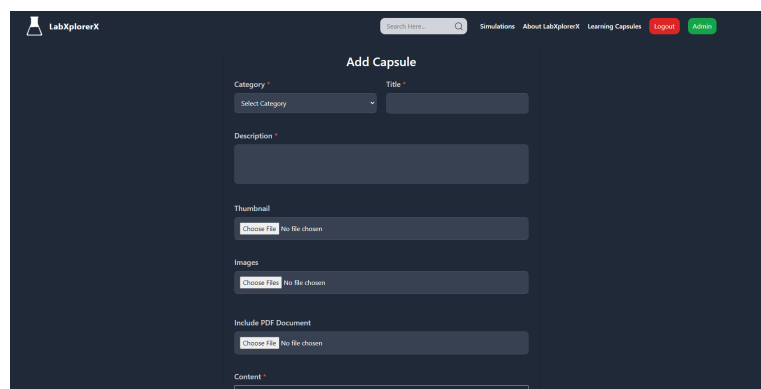 LabXplorerX
Search Here...
Simulations About LabXplorerX Learning Capsules Logout Admin
Add Capsule
Category * Title *
Select Category
Description *
Thumbnail
Choose File No file chosen
Images
Choose Files No file chosen
Include PDF Document
Choose File No file chosen
Content *